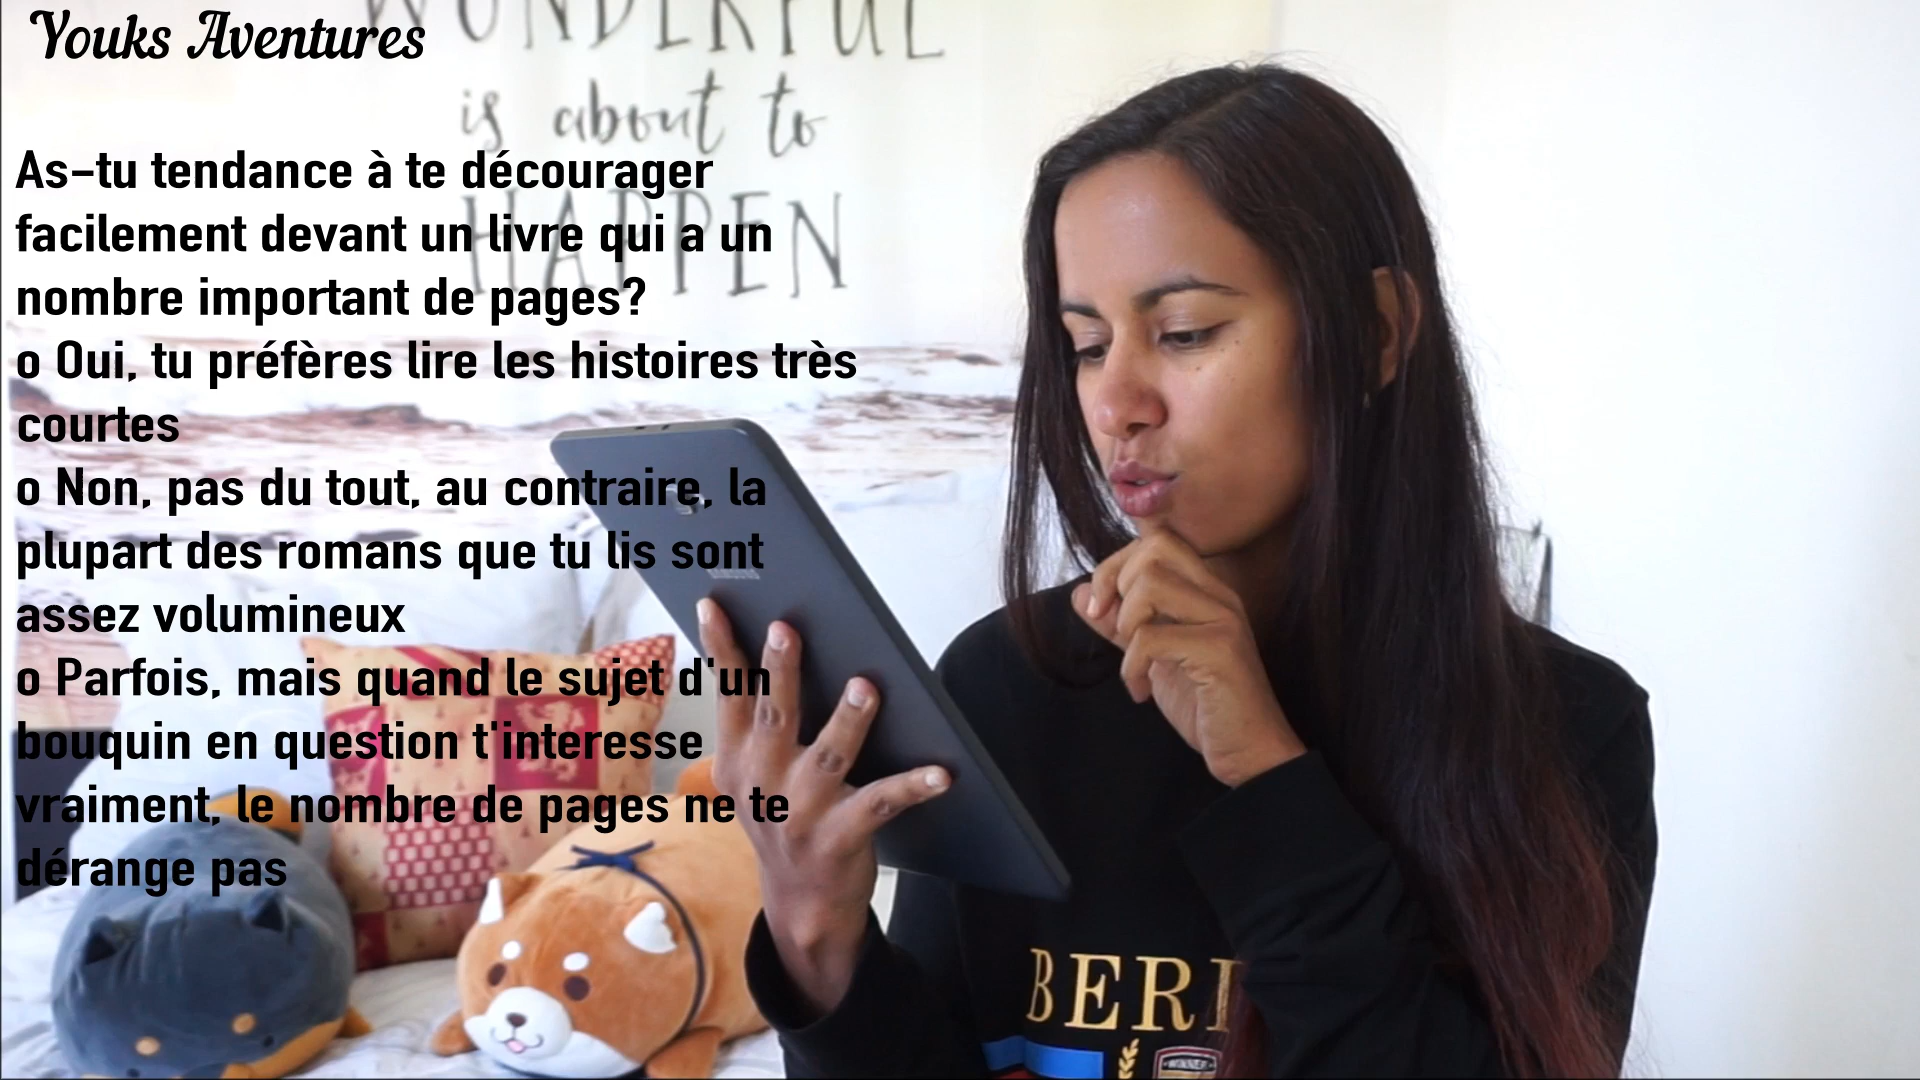 Youks Aventures
WONDERFUL
is about to
HAPPEN
As-tu tendance à te décourager
facilement devant un livre qui a un
nombre important de pages?
o Oui, tu préfères lire les histoires très
courtes
o Non, pas du tout, au contraire, la
plupart des romans que tu lis sont
assez volumineux
o Parfois, mais quand le sujet d'un
bouquin en question t'interesse
vraiment, le nombre de pages ne te
dérange pas
SAMSUNG
BERL